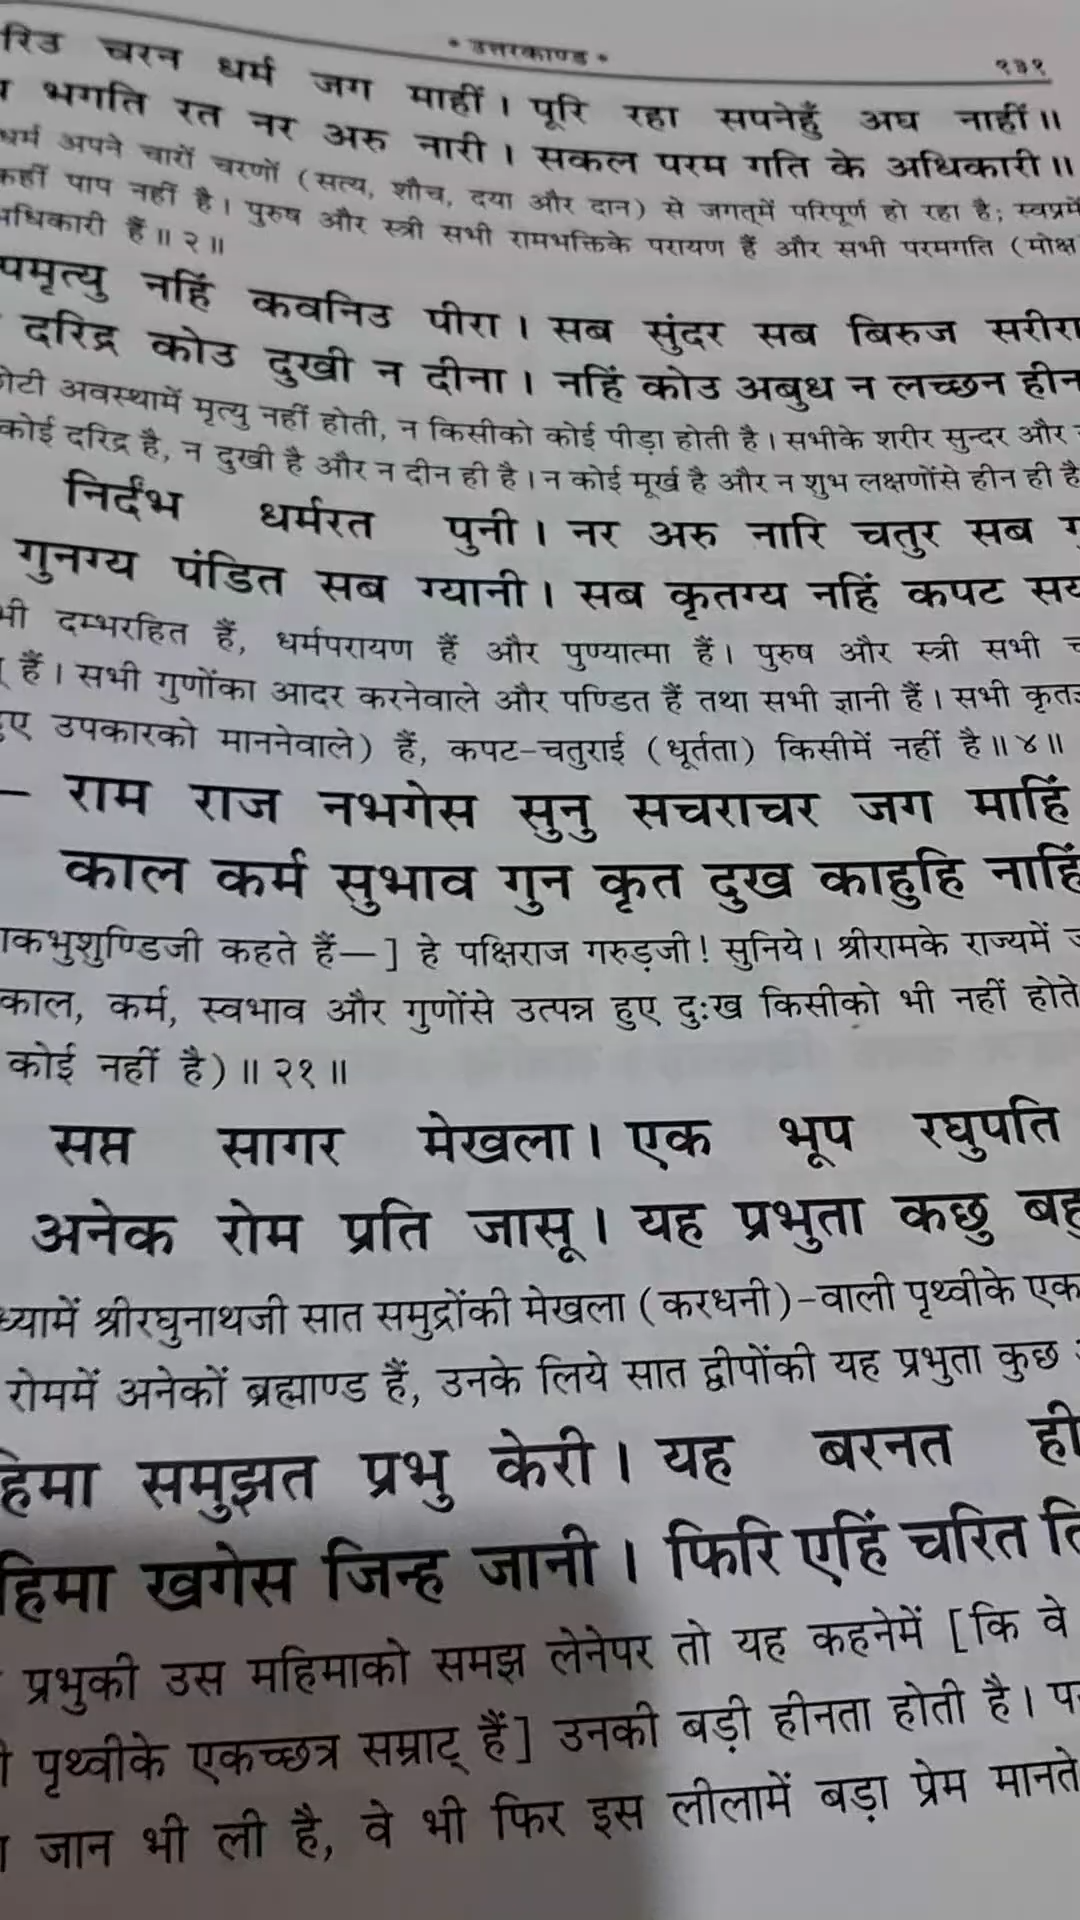 • उत्तरकाण्ड •
चरन धर्म जग माहीं । पूरि रहा सपनेहुँ अघ नाहीं ॥
भगति रत नर अरु नारी । सकल परम गति के अधिकारी ॥
धर्म अपने चारों चरणों (सत्य, शौच, दया और दान) से जगत्‌में परिपूर्ण हो रहा है; स्वप्नमें
कहीं पाप नहीं है। पुरुष और स्त्री सभी रामभक्तिके परायण हैं और सभी परमगति (मोक्ष
हैं ॥ २ ॥
नहिं कवनिउ पीरा । सब सुंदर सब बिरुज सरीरा
दरिद्र कोउ दुखी न दीना । नहिं कोउ अबुध न लच्छन हीन
अवस्थामें मृत्यु नहीं होती, न किसीको कोई पीड़ा होती है। सभीके शरीर सुन्दर और
कोई दरिद्र है, न दुखी है और न दीन ही है। न कोई मूर्ख है और न शुभ लक्षणोंसे हीन ही है
निर्दंभ धर्मरत पुनी । नर अरु नारि चतुर सब
गुनग्य पंडित सब ग्यानी । सब कृतग्य नहिं कपट
दम्भरहित हैं, धर्मपरायण हैं और पुण्यात्मा हैं। पुरुष और स्त्री सभी
हैं। सभी गुणोंका आदर करनेवाले और पण्डित हैं तथा सभी ज्ञानी हैं। सभी
उपकारको माननेवाले) हैं, कपट-चतुराई (धूर्तता) किसीमें नहीं है ॥ ४ ॥
— राम राज नभगेस सुनु सचराचर जग माहिं
काल कर्म सुभाव गुन कृत दुख काहुहि नाहिं
कहते हैं—] हे पक्षिराज गरुड़जी! सुनिये। श्रीरामके राज्यमें
काल, कर्म, स्वभाव और गुणोंसे उत्पन्न हुए दुःख किसीको भी नहीं होते
कोई नहीं है) ॥ २१ ॥
सप्त सागर मेखला । एक भूप रघुपति
अनेक रोम प्रति जासू । यह प्रभुता कछु
श्रीरघुनाथजी सात समुद्रोंकी मेखला (करधनी)-वाली पृथ्वीके एक
रोममें अनेकों ब्रह्माण्ड हैं, उनके लिये सात द्वीपोंकी यह प्रभुता कुछ
समुझत प्रभु केरी । यह बरनत
खगेस जिन्ह जानी । फिरि एहिं चरित
प्रभुकी उस महिमाको समझ लेनेपर तो यह कहनेमें [कि वे
पृथ्वीके एकच्छत्र सम्राट् हैं] उनकी बड़ी हीनता होती है।
जान भी ली है, वे भी फिर इस लीलामें बड़ा प्रेम मानते